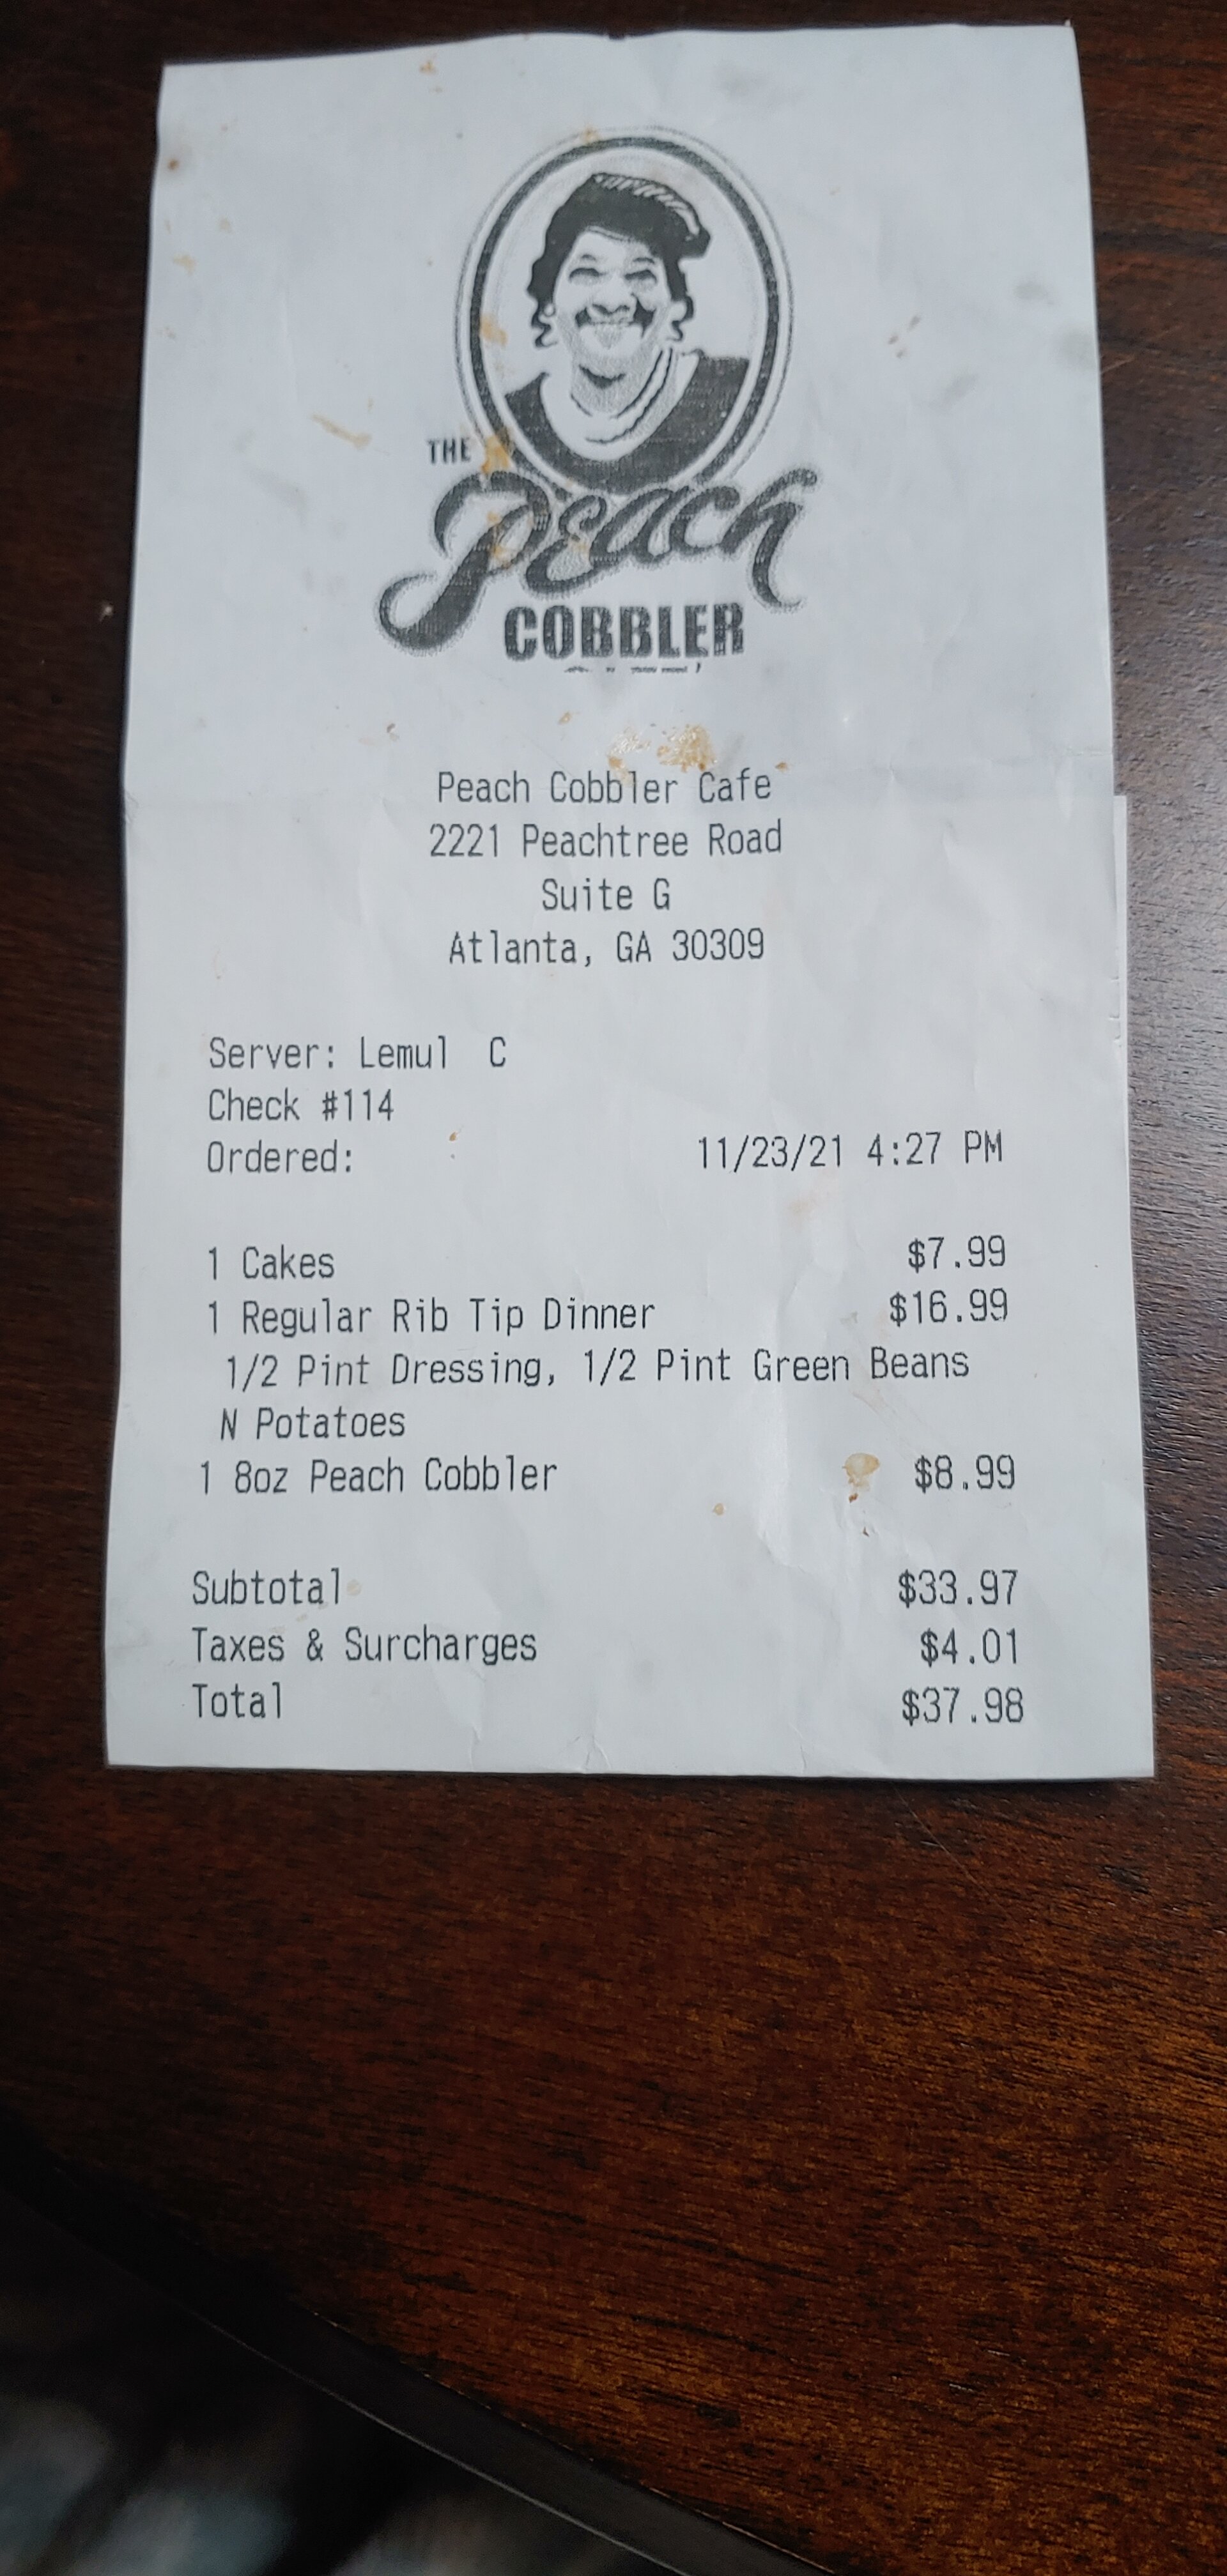 THE
Peach
COBBLER
Peach Cobbler Cafe
2221 Peachtree Road
Suite G
Atlanta, GA 30309
Server: Lemul C
Check #114
Ordered: 11/23/21 4:27 PM
1 Cakes $7.99
1 Regular Rib Tip Dinner $16.99
1/2 Pint Dressing, 1/2 Pint Green Beans
N Potatoes
1 8oz Peach Cobbler $8.99
Subtotal $33.97
Taxes & Surcharges $4.01
Total $37.98